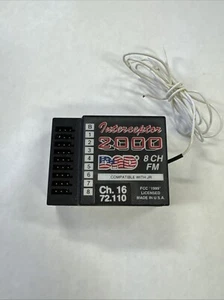 B
1
2
3
4
5
6
7
8
Interceptor
2000
8 CH
FM
COMPATIBLE WITH JR
Ch. 16
72.110
FCC "1999"
LICENSED
MADE IN U.S.A.